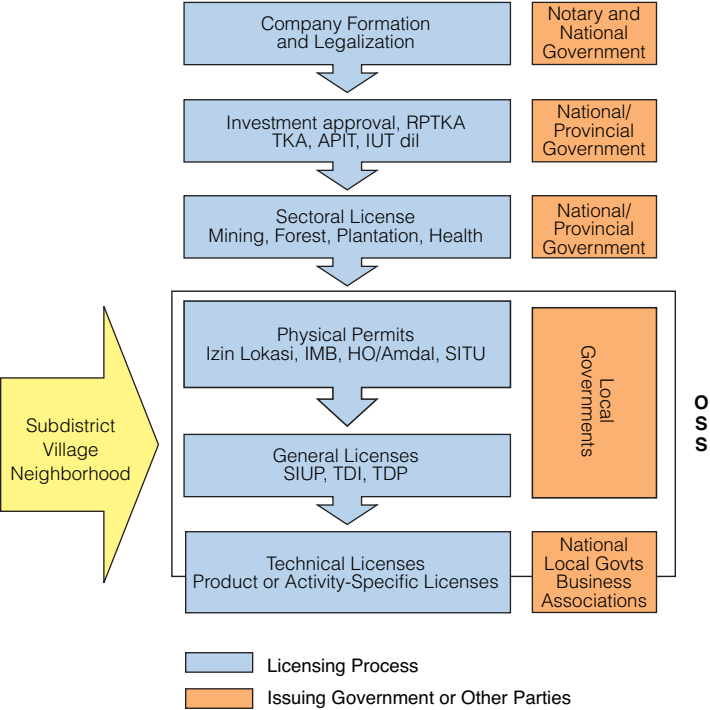 Company Formation
and Legalization
Notary and
National
Government
Investment approval, RPTKA
TKA, APIT, IUT dil
National/
Provincial
Government
Sectoral License
Mining, Forest, Plantation, Health
National/
Provincial
Government
Physical Permits
Izin Lokasi, IMB, HO/Amdal, SITU
Local
Governments
Subdistrict
Village
Neighborhood
O
S
S
General Licenses
SIUP, TDI, TDP
Technical Licenses
Product or Activity-Specific Licenses
National
Local Govts
Business
Associations
Licensing Process
Issuing Government or Other Parties